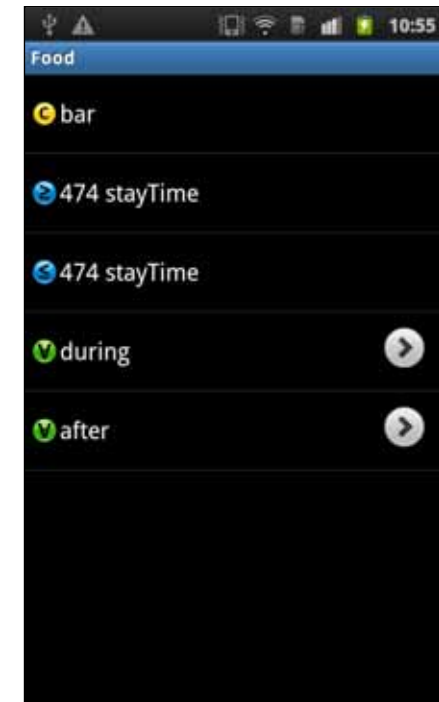 10:55
Food
C bar
≥ 474 stayTime
≤ 474 stayTime
V during
V after